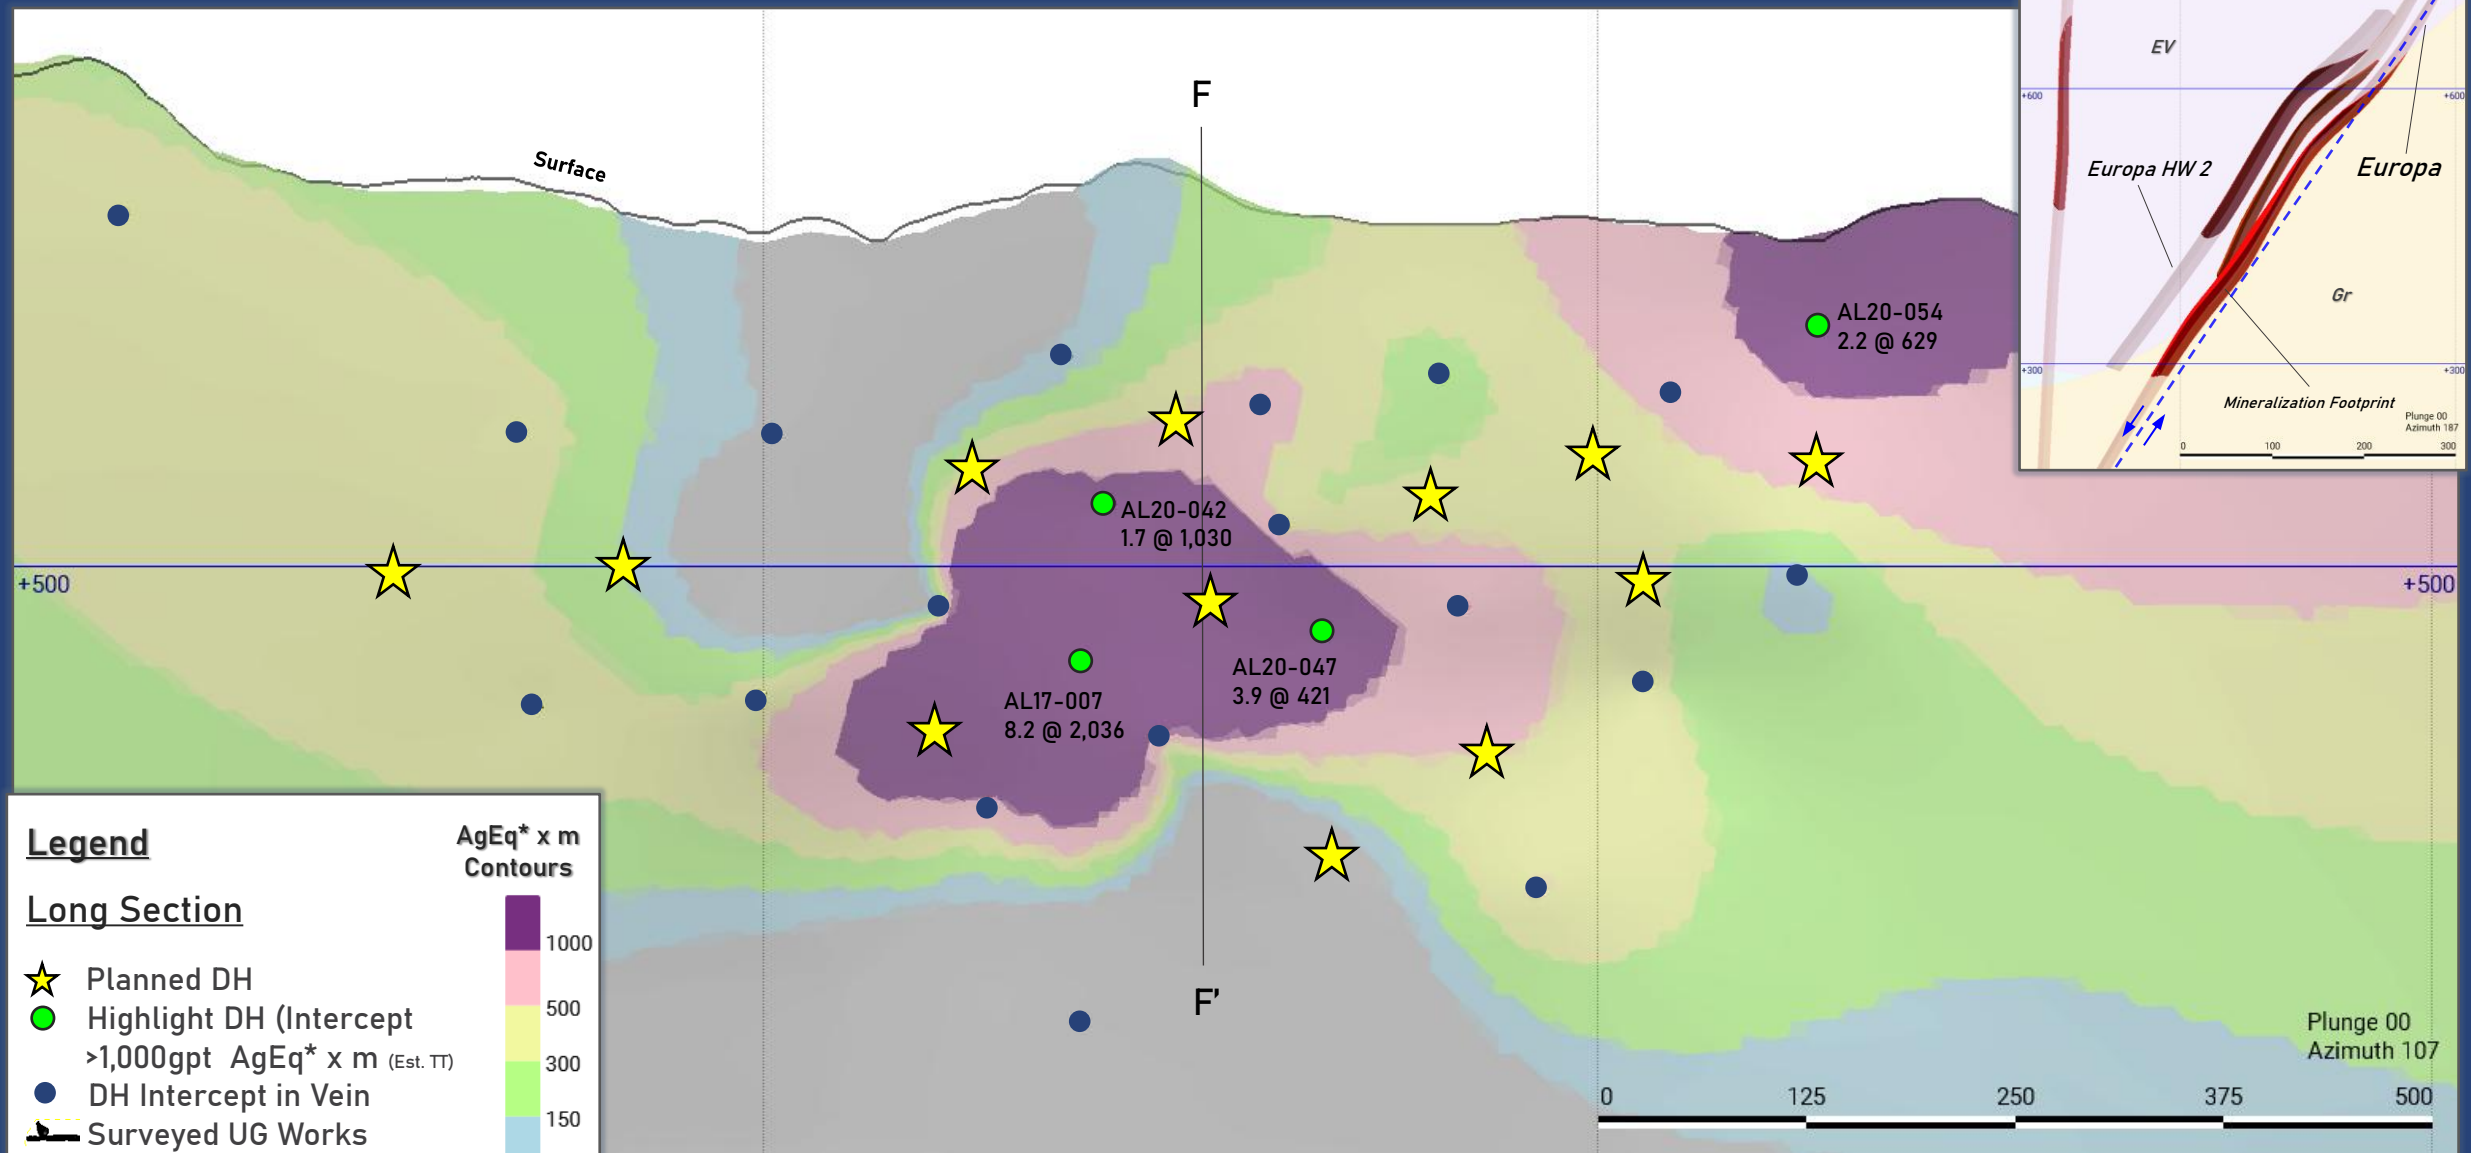 F
Surface
AL20-054
2.2 @ 629
AL20-042
1.7 @ 1,030
+500
+500
AL20-047
3.9 @ 421
AL17-007
8.2 @ 2,036
F'
Plunge 00
Azimuth 107
0 125 250 375 500
Legend
Long Section
Planned DH
Highlight DH (Intercept
>1,000gpt AgEq* x m (Est. TT)
DH Intercept in Vein
Surveyed UG Works
AgEq* x m
Contours
1000
500
300
150
EV
+600
+600
Europa HW 2
Europa
Gr
+300
+300
Mineralization Footprint
Plunge 00
Azimuth 187
0 100 200 300